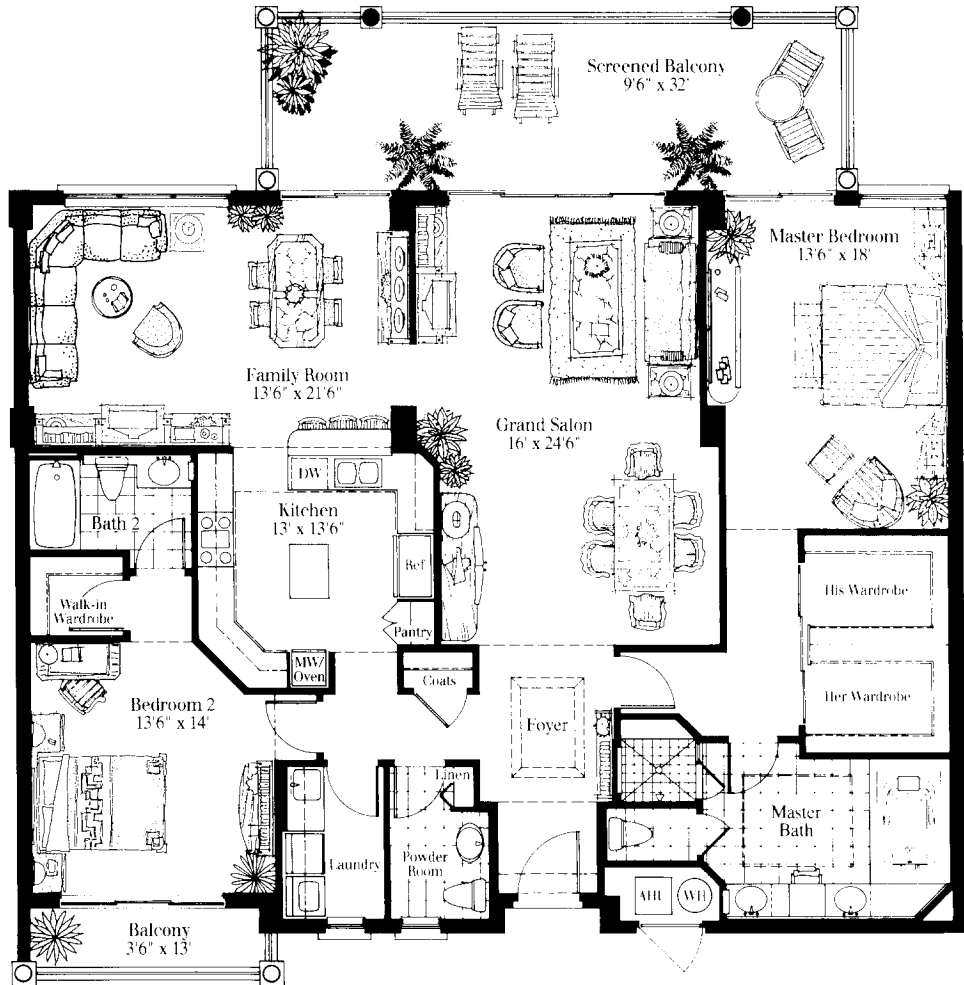 Screened Balcony
9'6" x 32'
Master Bedroom
13'6" x 18'
Family Room
13'6" x 21'6"
Grand Salon
16' x 24'6"
DW
Kitchen
13' x 13'6"
Bath 2
Ref
His Wardrobe
Walk-in
Wardrobe
Pantry
MW/
Oven
Coats
Her Wardrobe
Bedroom 2
13'6" x 14'
Foyer
Linen
Master
Bath
Laundry
Powder
Room
AHU
WH
Balcony
3'6" x 13'